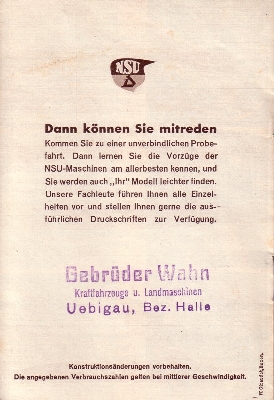 NSU
Dann können Sie mitreden
Kommen Sie zu einer unverbindlichen Probe-
fahrt. Dann lernen Sie die Vorzüge der
NSU-Maschinen am allerbesten kennen, und
Sie werden auch „Ihr" Modell leichter finden.
Unsere Fachleute führen Ihnen alle Einzel-
heiten vor und stellen Ihnen gerne die aus-
führlichen Druckschriften zur Verfügung.
Gebrüder Wahn
Kraftfahrzeuge u. Landmaschinen
Uebigau, Bez. Halle
Konstruktionsänderungen vorbehalten.
Die angegebenen Verbrauchszahlen gelten bei mittlerer Geschwindigkeit.